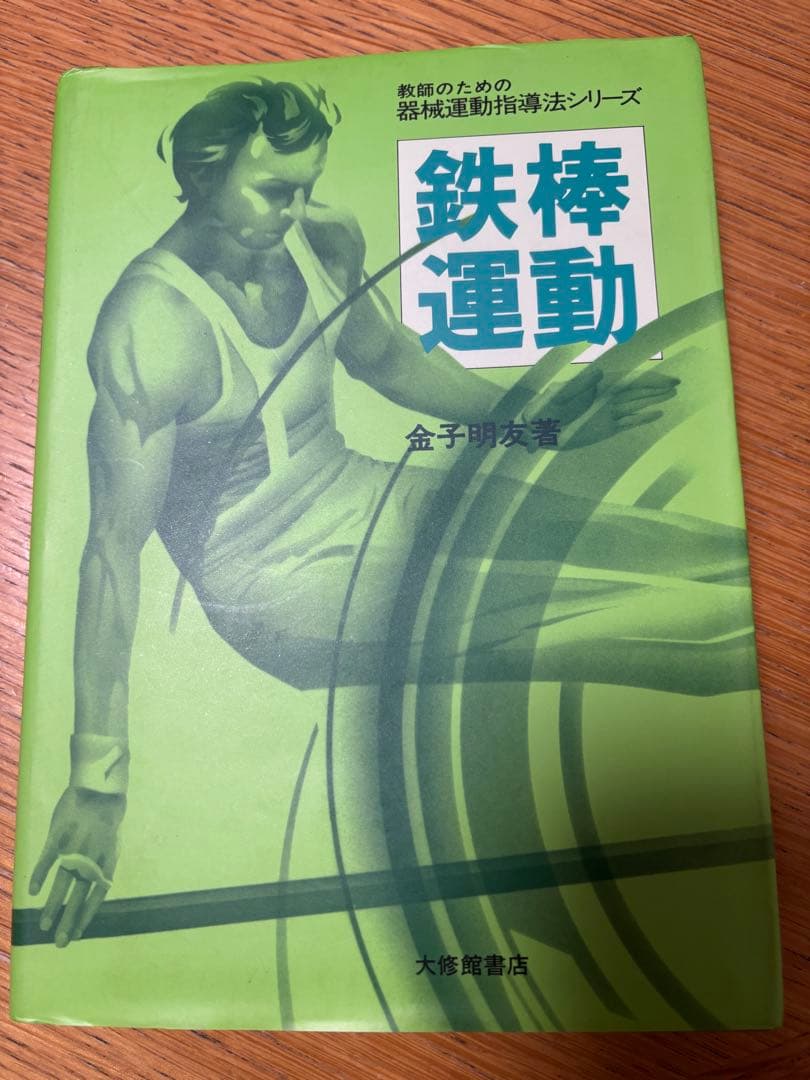 教師のための
器械運動指導法シリーズ
鉄棒
運動
金子明友著
大修館書店